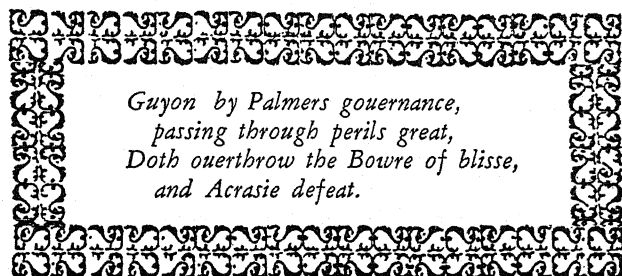 Guyon by Palmers gouernance,
passing through perils great,
Doth ouerthrow the Bowre of blisse,
and Acrasie defeat.